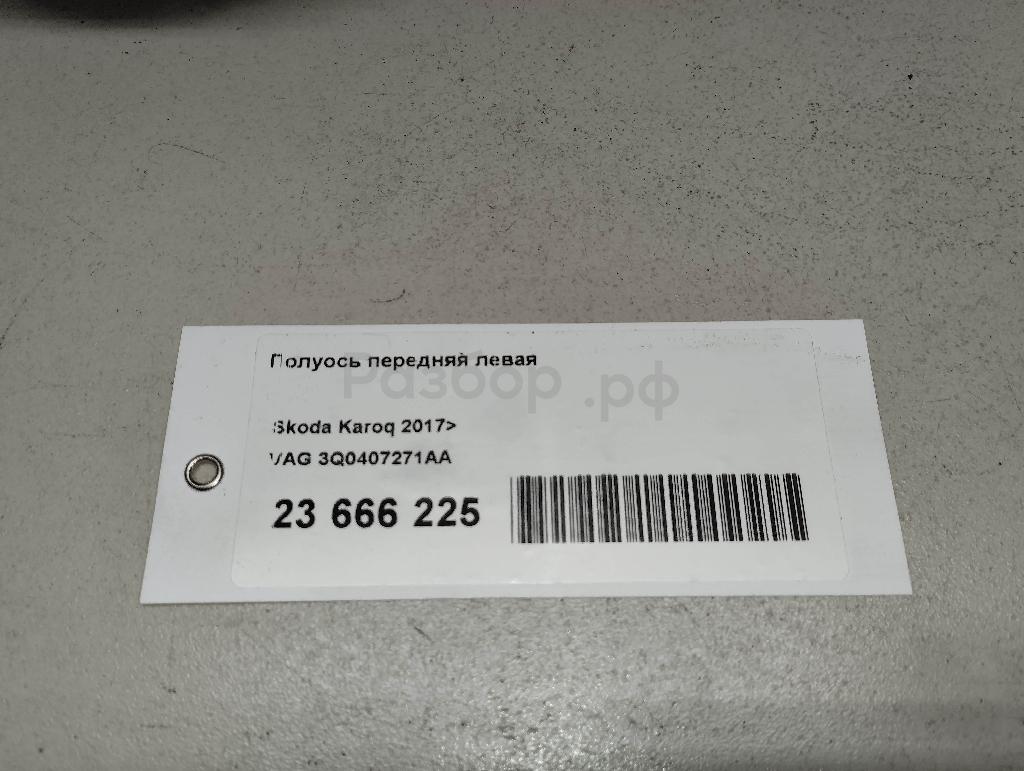 Полуось передняя левая
Разбор.рф
Skoda Karoq 2017>
VAG 3Q0407271AA
23 666 225